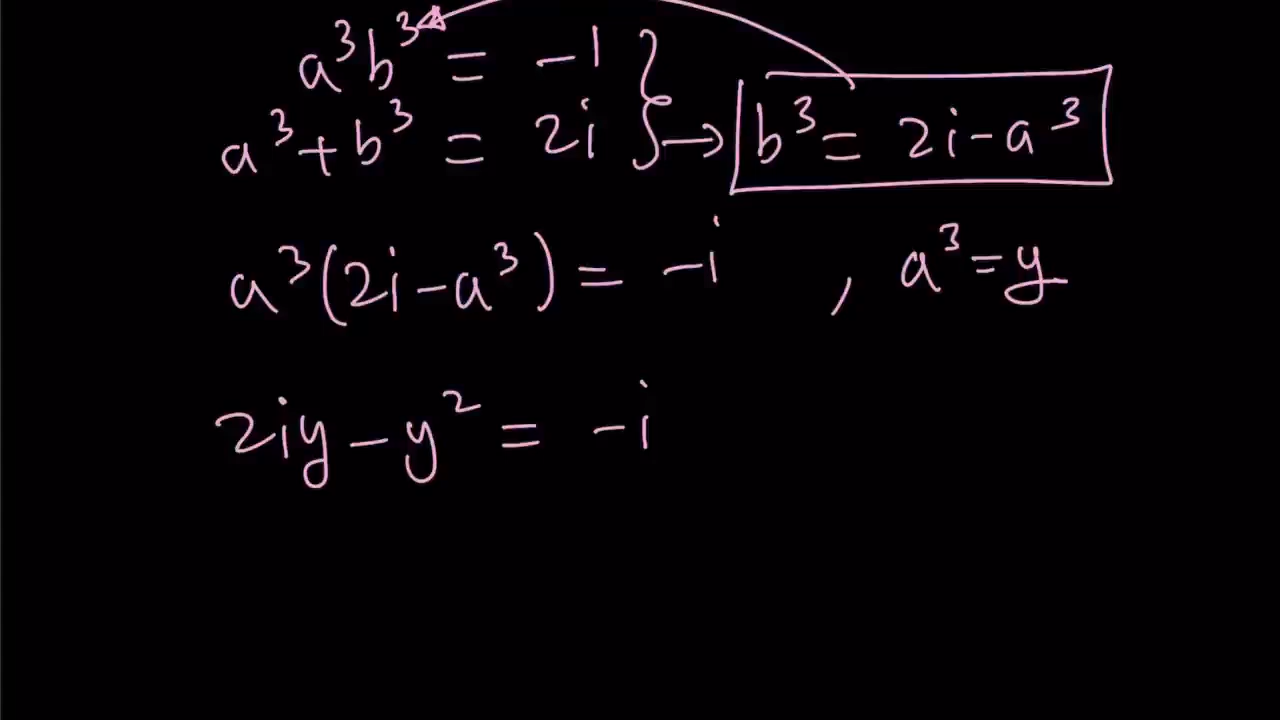 a³b³ = -1
a³+b³ = 2i → b³ = 2i-a³
a³(2i-a³) = -i , a³=y
2iy-y² = -i